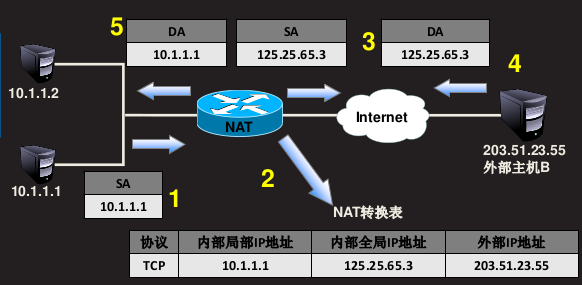 5
DA
10.1.1.1
SA
125.25.65.3
3
DA
125.25.65.3
4
10.1.1.2
NAT
Internet
203.51.23.55
外部主机B
10.1.1.1
SA
10.1.1.1
1
2
NAT转换表
协议 内部局部IP地址 内部全局IP地址 外部IP地址
TCP 10.1.1.1 125.25.65.3 203.51.23.55